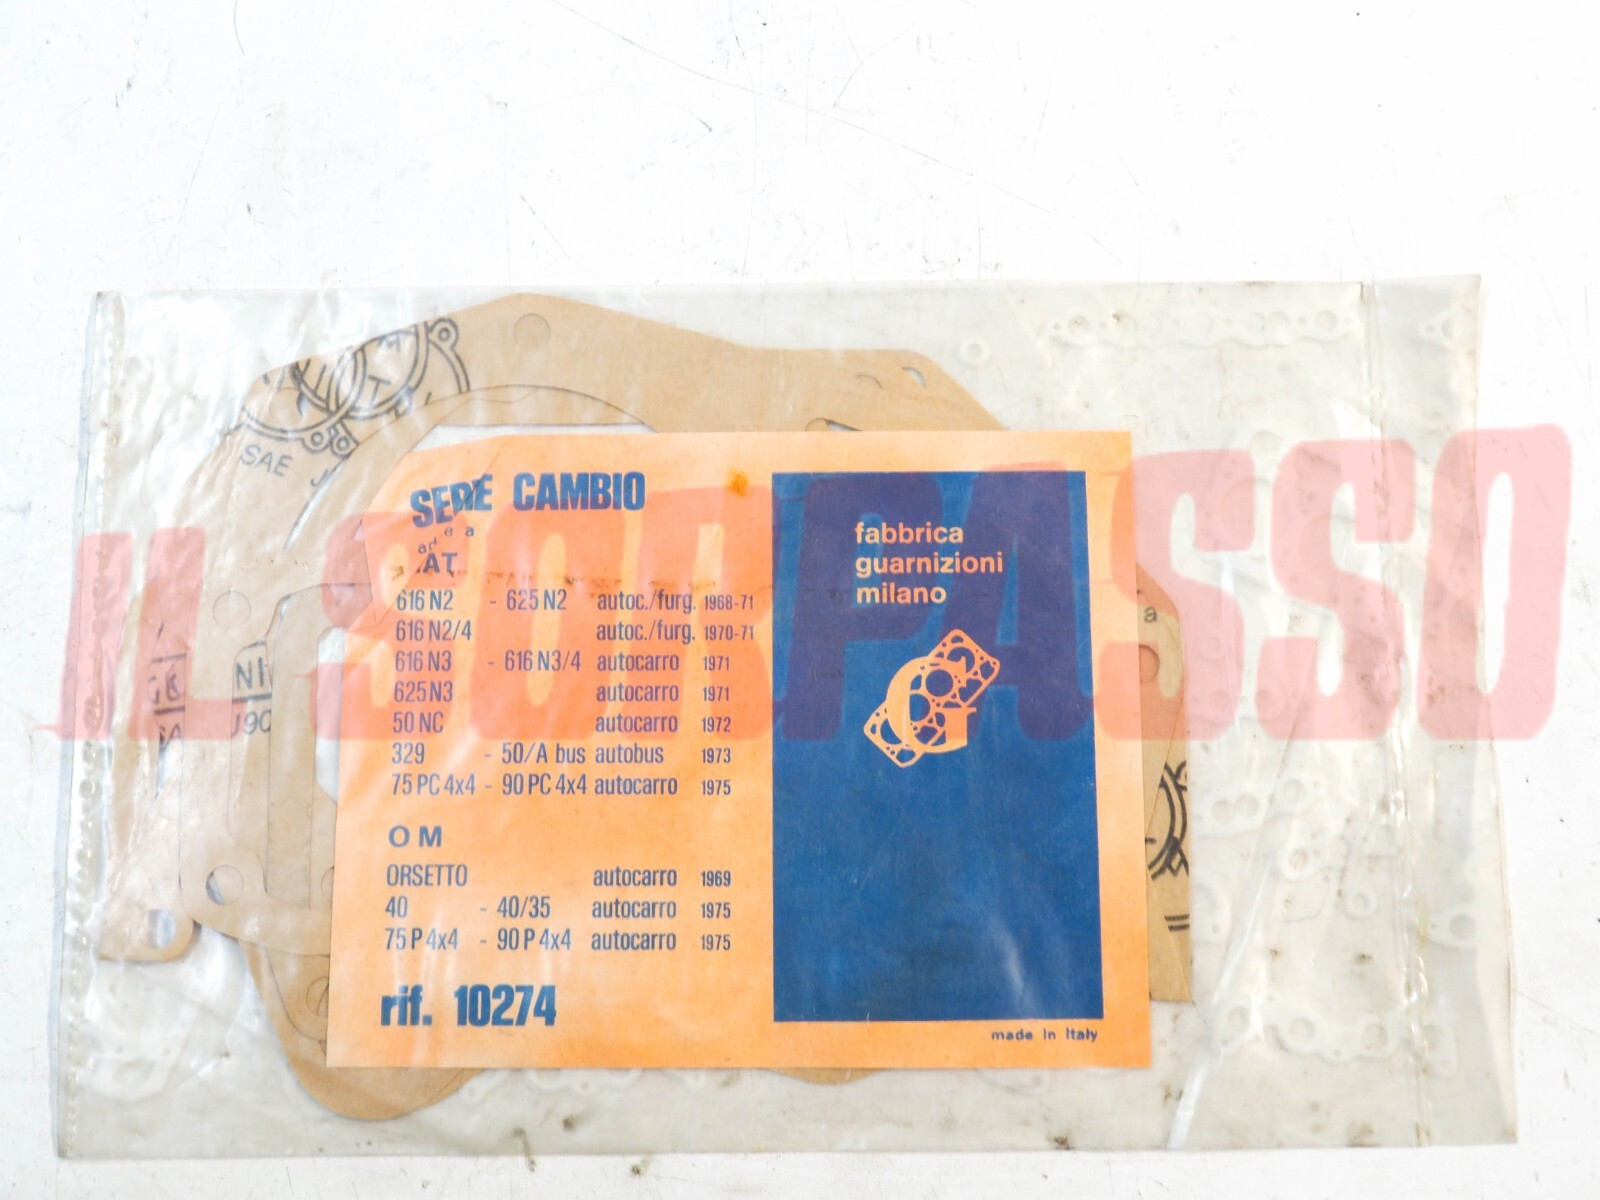 SAE J
SERIE CAMBIO
616 N2 - 625 N2 autoc./furg. 1968-71
616 N2/4 autoc./furg. 1970-71
616 N3 - 616 N3/4 autocarro 1971
625 N3 autocarro 1971
50 NC autocarro 1972
329 - 50/A bus autobus 1973
75 PC 4x4 - 90 PC 4x4 autocarro 1975
O M
ORSETTO autocarro 1969
40 - 40/35 autocarro 1975
75 P 4x4 - 90 P 4x4 autocarro 1975
rif. 10274
fabbrica
guarnizioni
milano
made in Italy
IL SORPASSO